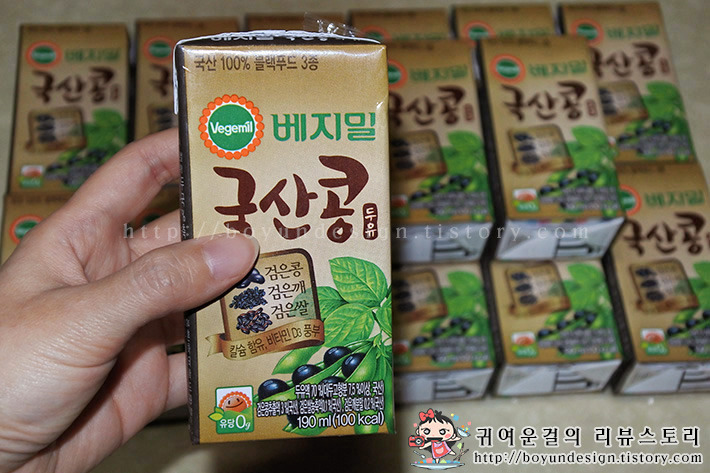 국산 100% 블랙푸드 3종
Vegemil 베지밀
국산콩 두유
검은콩
검은깨
검은쌀
칼슘 함유, 비타민 D3 풍부
유당 0g
190 ml (100 kcal)
http://boyundesign.tistory.com
귀여운걸의 리뷰스토리
http://boyundesign.tistory.com